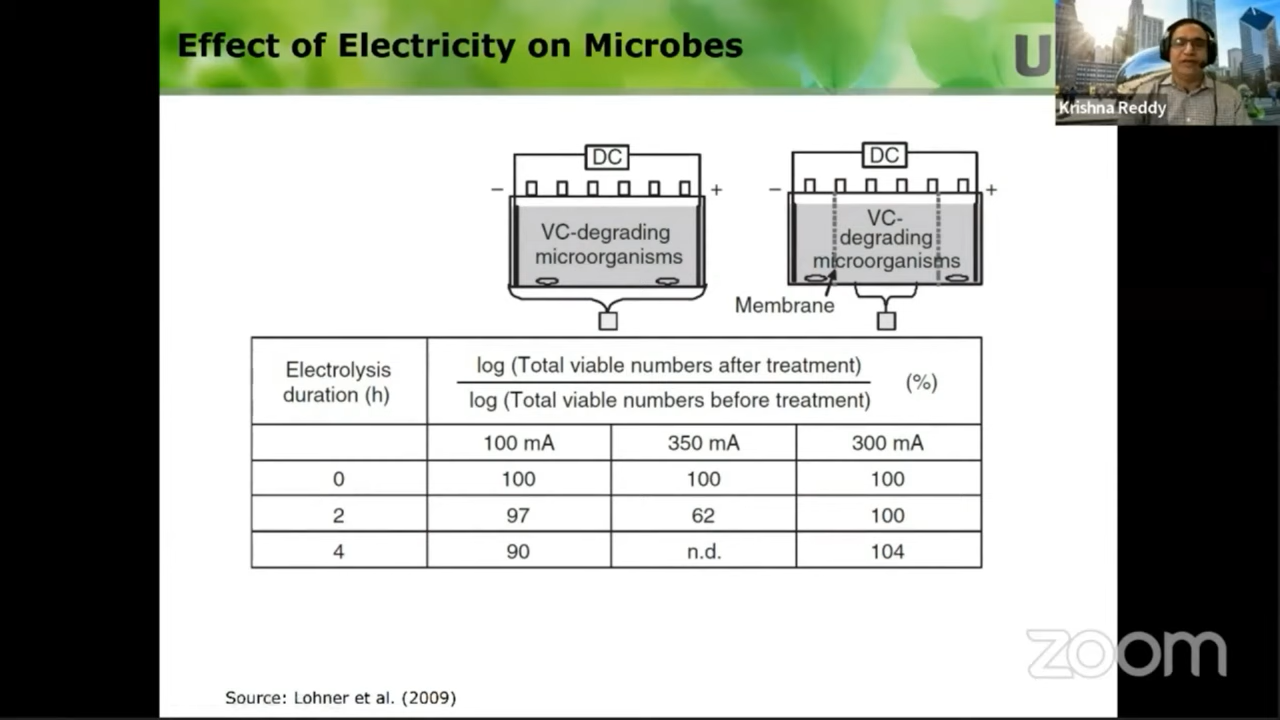 Effect of Electricity on Microbes
U
Krishna Reddy
DC
DC
− +
− +
VC-degrading
microorganisms
VC-
degrading
microorganisms
Membrane
Electrolysis
duration (h)
log (Total viable numbers after treatment)
log (Total viable numbers before treatment)
(%)
100 mA 350 mA 300 mA
0 100 100 100
2 97 62 100
4 90 n.d. 104
zoom
Source: Lohner et al. (2009)